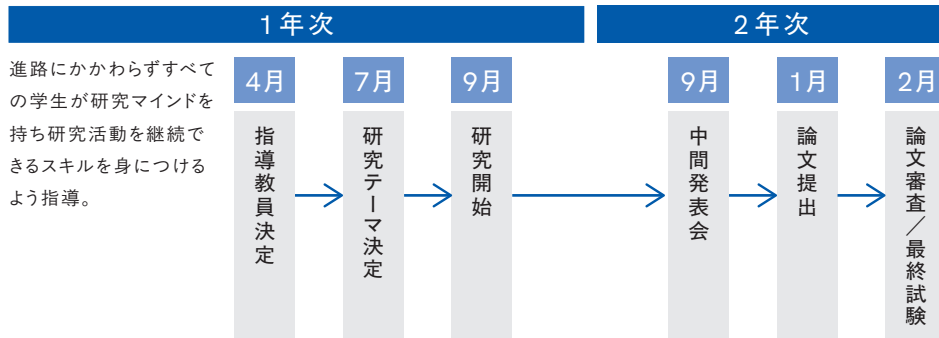 1年次
2年次
進路にかかわらずすべて
の学生が研究マインドを
持ち研究活動を継続で
きるスキルを身につける
よう指導。
4月
7月
9月
9月
1月
2月
指導教員決定
研究テーマ決定
研究開始
中間発表会
論文提出
論文審査／最終試験